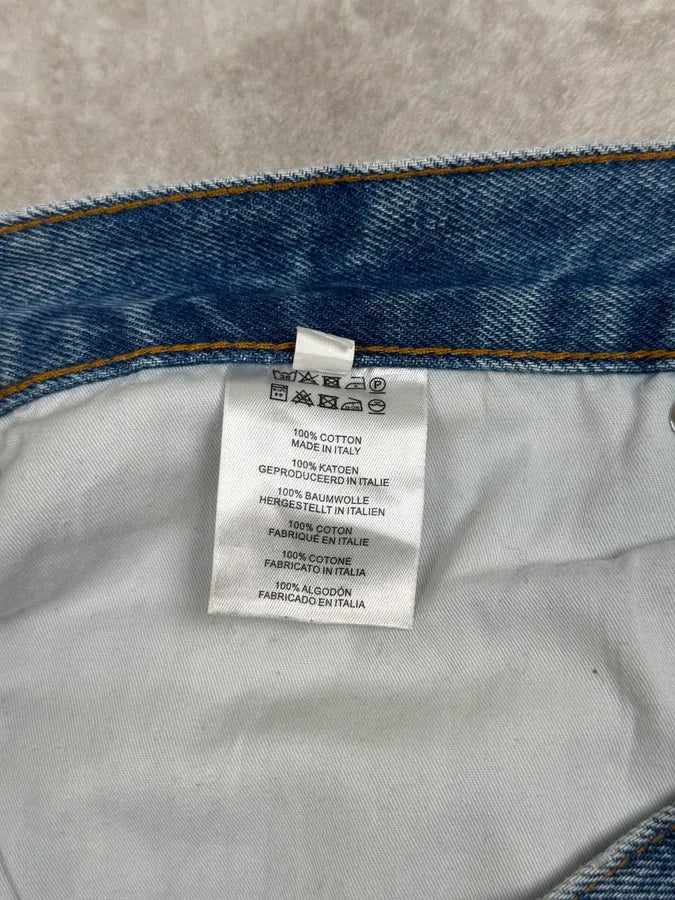 100% COTTON
MADE IN ITALY
100% KATOEN
GEPRODUCEERD IN ITALIE
100% BAUMWOLLE
HERGESTELLT IN ITALIEN
100% COTON
FABRIQUÉ EN ITALIE
100% COTONE
FABRICATO IN ITALIA
100% ALGODÓN
FABRICADO EN ITALIA